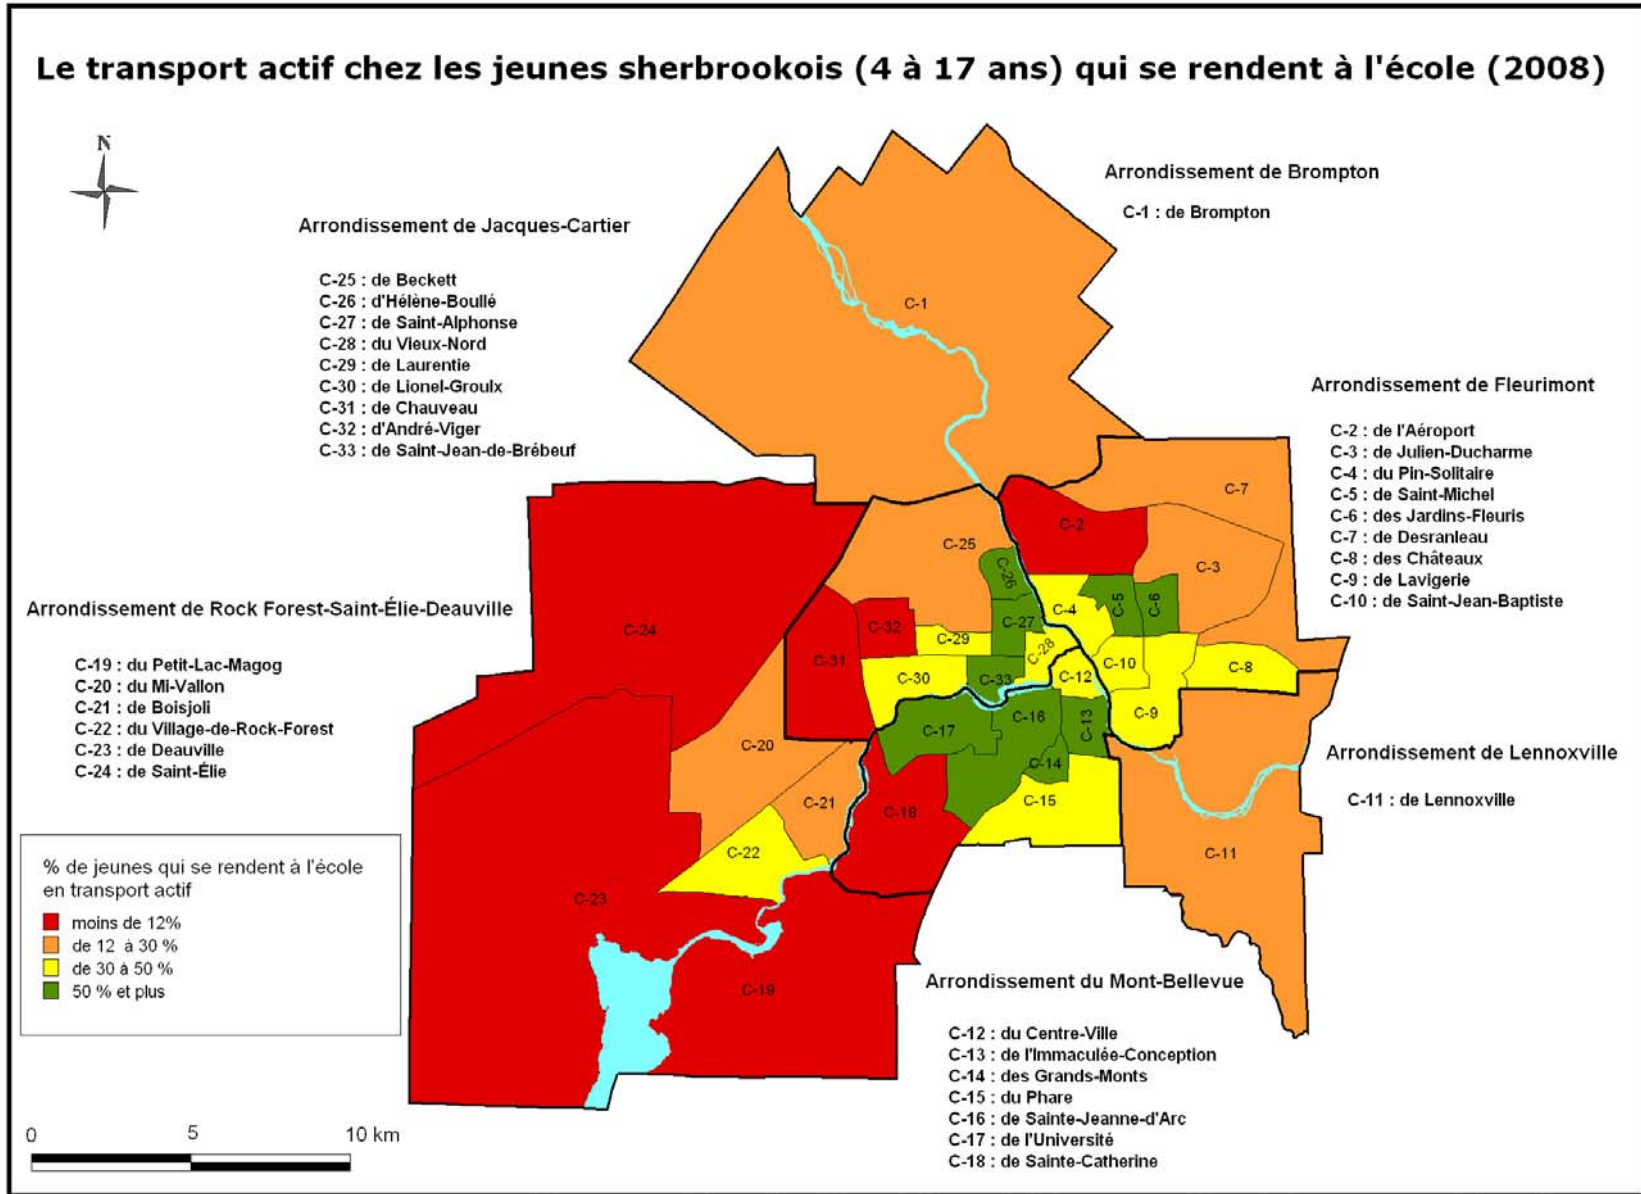 Le transport actif chez les jeunes sherbrookois (4 à 17 ans) qui se rendent à l'école (2008)
N
Arrondissement de Brompton
C-1 : de Brompton
Arrondissement de Jacques-Cartier
C-25 : de Beckett
C-26 : d'Hélène-Boullé
C-27 : de Saint-Alphonse
C-28 : du Vieux-Nord
C-29 : de Laurentie
C-30 : de Lionel-Groulx
C-31 : de Chauveau
C-32 : d'André-Viger
C-33 : de Saint-Jean-de-Brébeuf
Arrondissement de Fleurimont
C-2 : de l'Aéroport
C-3 : de Julien-Ducharme
C-4 : du Pin-Solitaire
C-5 : de Saint-Michel
C-6 : des Jardins-Fleuris
C-7 : de Desranleau
C-8 : des Châteaux
C-9 : de Lavigerie
C-10 : de Saint-Jean-Baptiste
Arrondissement de Rock Forest-Saint-Élie-Deauville
C-19 : du Petit-Lac-Magog
C-20 : du Mi-Vallon
C-21 : de Boisjoli
C-22 : du Village-de-Rock-Forest
C-23 : de Deauville
C-24 : de Saint-Élie
Arrondissement de Lennoxville
C-11 : de Lennoxville
C-1
C-7
C-2
C-25
C-3
C-26
C-5
C-6
C-4
C-27
C-24
C-32
C-29
C-28
C-31
C-10
C-8
C-30
C-33
C-12
C-9
C-16
C-13
C-17
C-20
C-14
C-21
C-15
C-18
C-22
C-11
C-23
C-19
% de jeunes qui se rendent à l'école
en transport actif
moins de 12%
de 12 à 30 %
de 30 à 50 %
50 % et plus
Arrondissement du Mont-Bellevue
C-12 : du Centre-Ville
C-13 : de l'Immaculée-Conception
C-14 : des Grands-Monts
C-15 : du Phare
C-16 : de Sainte-Jeanne-d'Arc
C-17 : de l'Université
C-18 : de Sainte-Catherine
0 5 10 km